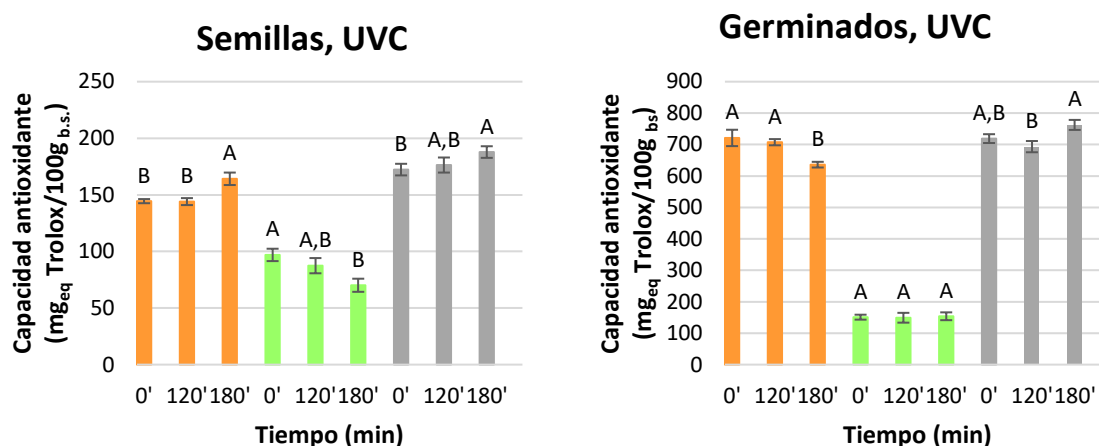 Semillas, UVC
Capacidad antioxidante
(mgeq Trolox/100g b.s.)
250
200
150
100
50
0
B B A A A,B B B A,B A
0' 120' 180' 0' 120' 180' 0' 120' 180'
Tiempo (min)
Germinados, UVC
Capacidad antioxidante
(mgeq Trolox/100g bs)
900
800
700
600
500
400
300
200
100
0
A A B A A A A,B B A
0' 120' 180' 0' 120' 180' 0' 120' 180'
Tiempo (min)